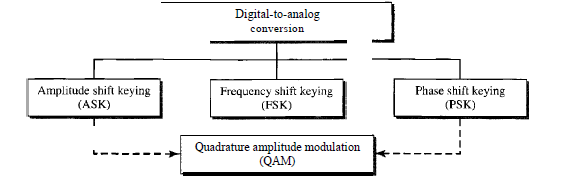 Digital-to-analog
conversion
Amplitude shift keying
(ASK)
Frequency shift keying
(FSK)
Phase shift keying
(PSK)
Quadrature amplitude modulation
(QAM)